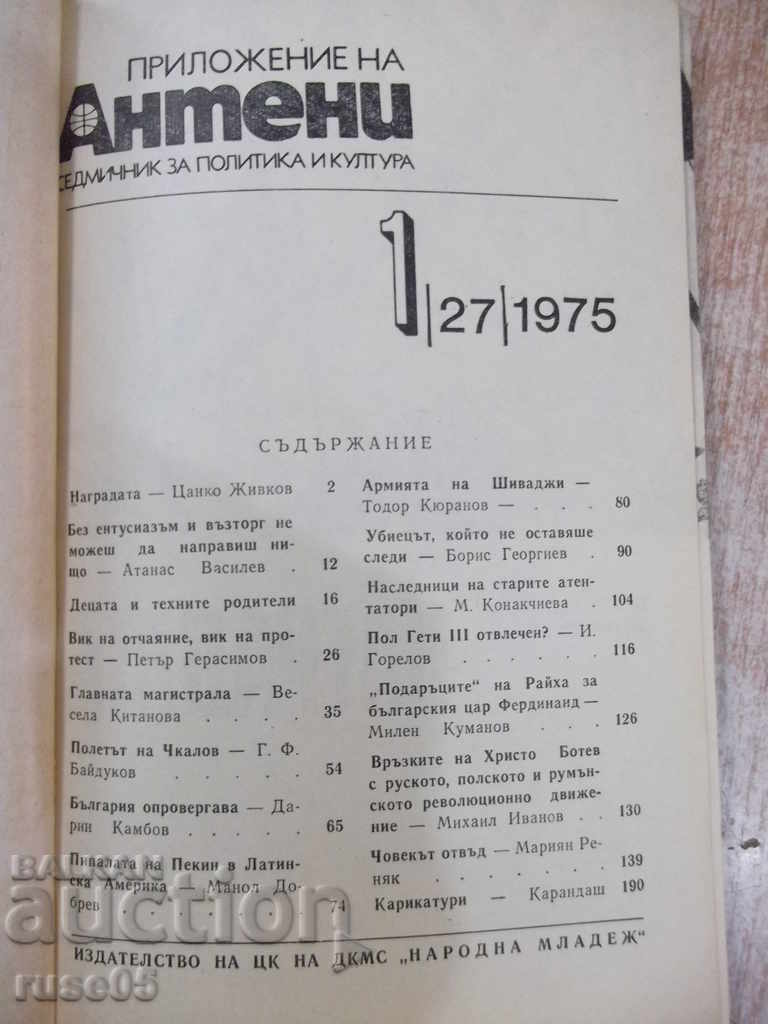 ПРИЛОЖЕНИЕ НА
Антени
СЕДМИЧНИК ЗА ПОЛИТИКА И КУЛТУРА
1/27/1975
СЪДЪРЖАНИЕ
Наградата — Цанко Живков 2
Без ентусиазъм и възторг не
можеш да направиш ни-
що — Атанас Василев . 12
Децата и техните родители 16
Вик на отчаяние, вик на про-
тест — Петър Герасимов . 26
Главната магистрала — Ве-
села Китанова . . . . 35
Полетът на Чкалов — Г. Ф.
Байдуков . . . . . 54
България опровергава — Да-
рин Камбов . . . . . 65
Пипалата на Пекин в Латин-
ска Америка — Манол До-
брев . . . . . . . 74
Армията на Шиваджи —
Тодор Кюранов — . . . 80
Убиецът, който не оставяше
следи — Борис Георгиев . 90
Наследници на старите атен-
татори — М. Конакчиева . 104
Пол Гети III отвлечен? — И.
Горелов . . . . . . 116
„Подаръците“ на Райха за
българския цар Фердинанд —
Милен Куманов . . . 126
Връзките на Христо Ботев
с руското, полското и румън-
ското революционно движе-
ние — Михаил Иванов . . 130
Човекът отвъд — Мариян Ре-
няк . . . . . . . 139
Карикатури — Карандаш 190
ИЗДАТЕЛСТВО НА ЦК НА ДКМС „НАРОДНА МЛАДЕЖ“
БАЛКАН
auction
ruse05